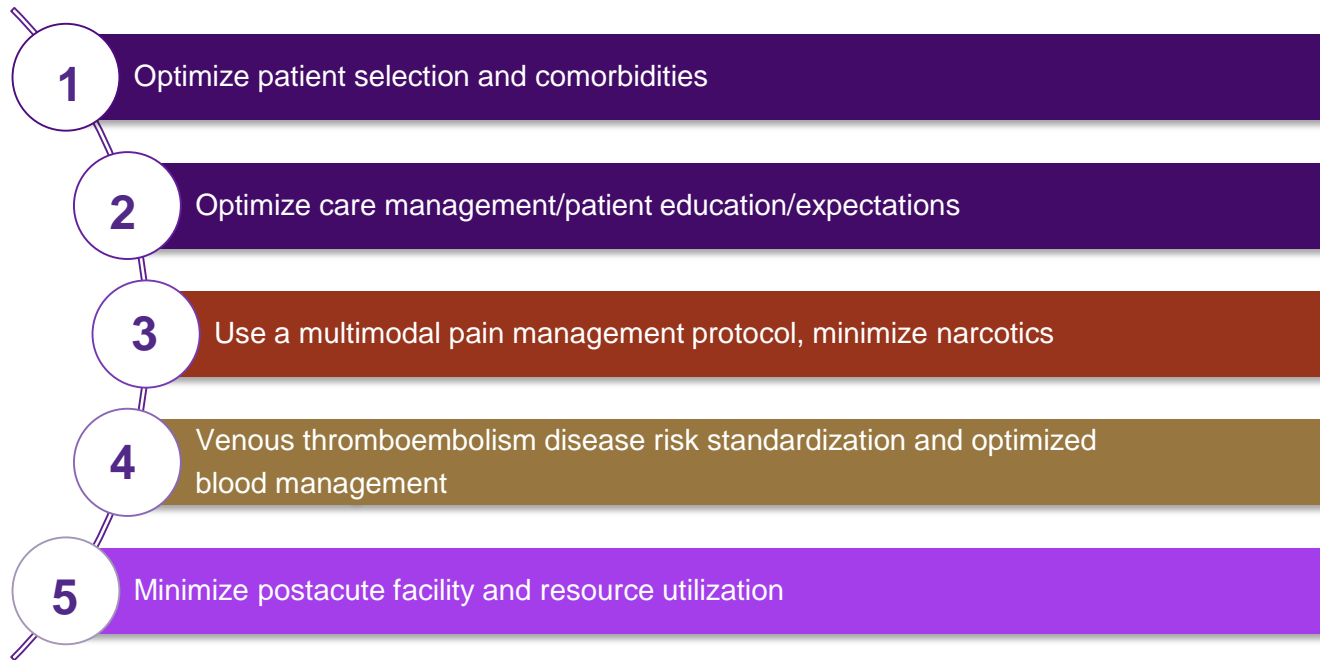 1
Optimize patient selection and comorbidities
2
Optimize care management/patient education/expectations
3
Use a multimodal pain management protocol, minimize narcotics
4
Venous thromboembolism disease risk standardization and optimized
blood management
5
Minimize postacute facility and resource utilization